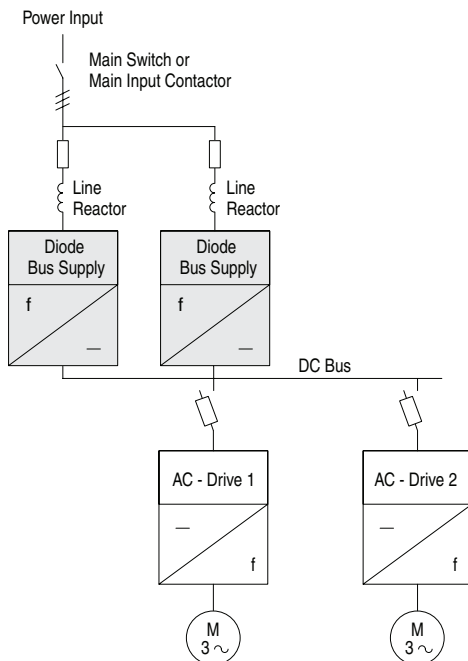 Power Input
Main Switch or
Main Input Contactor
Line
Reactor
Line
Reactor
Diode
Bus Supply
f
—
Diode
Bus Supply
f
—
DC Bus
AC - Drive 1
—
f
AC - Drive 2
—
f
M
3 ~
M
3 ~